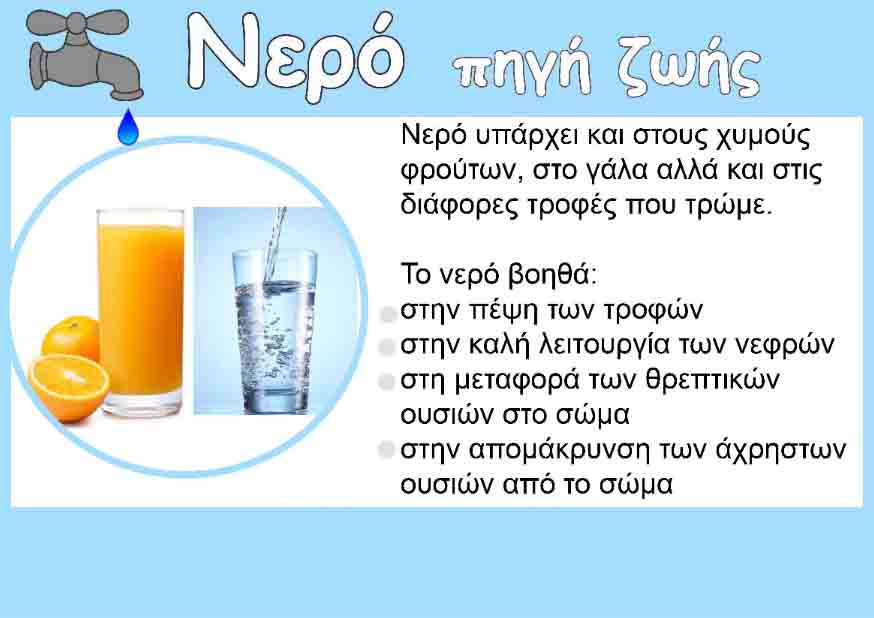 Νερό πηγή ζωής
Νερό υπάρχει και στους χυμούς
φρούτων, στο γάλα αλλά και στις
διάφορες τροφές που τρώμε.
Το νερό βοηθά:
στην πέψη των τροφών
στην καλή λειτουργία των νεφρών
στη μεταφορά των θρεπτικών
ουσιών στο σώμα
στην απομάκρυνση των άχρηστων
ουσιών από το σώμα